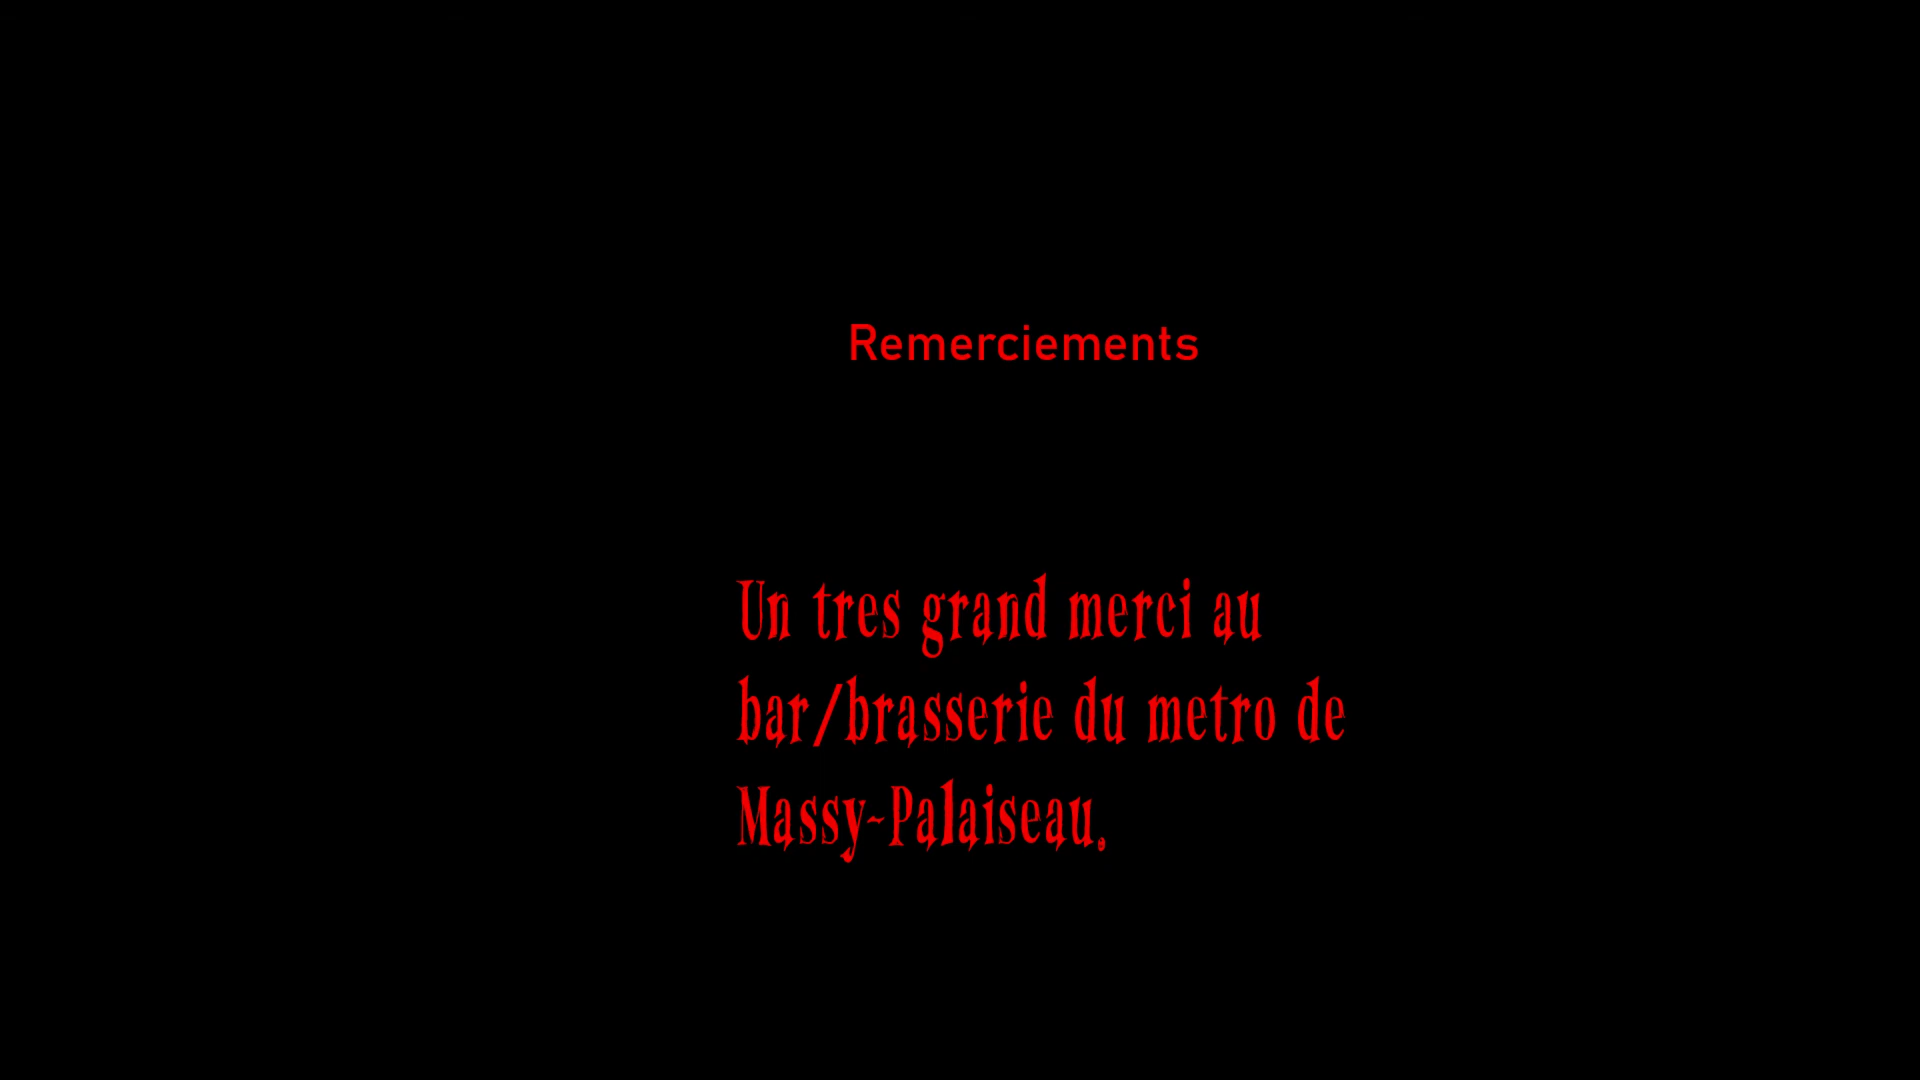 Remerciements
Un tres grand merci au
bar/brasserie du metro de
Massy-Palaiseau.